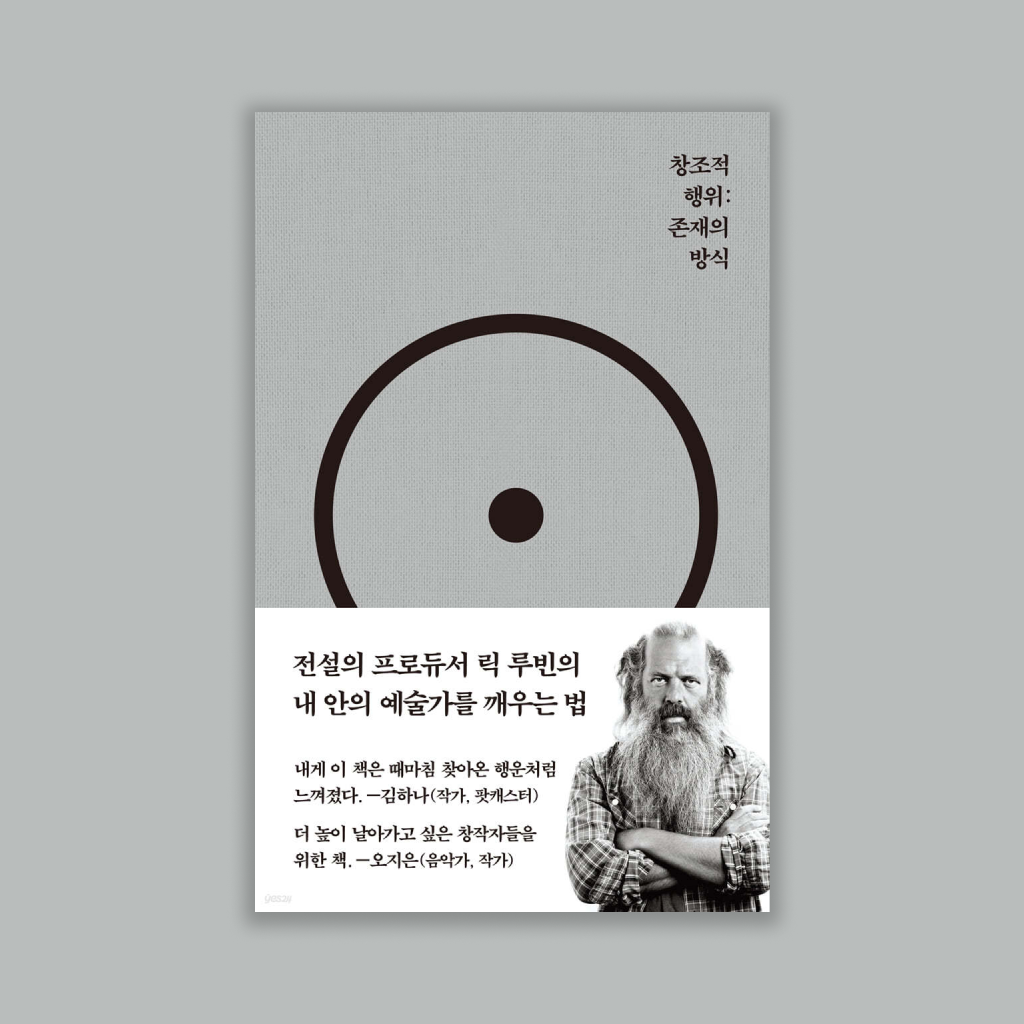 창조적
행위:
존재의
방식
전설의 프로듀서 릭 루빈의
내 안의 예술가를 깨우는 법
내게 이 책은 때마침 찾아온 행운처럼
느껴졌다. —김하나(작가, 팟캐스터)
더 높이 날아가고 싶은 창작자들을
위한 책. —오지은(음악가, 작가)
yes24